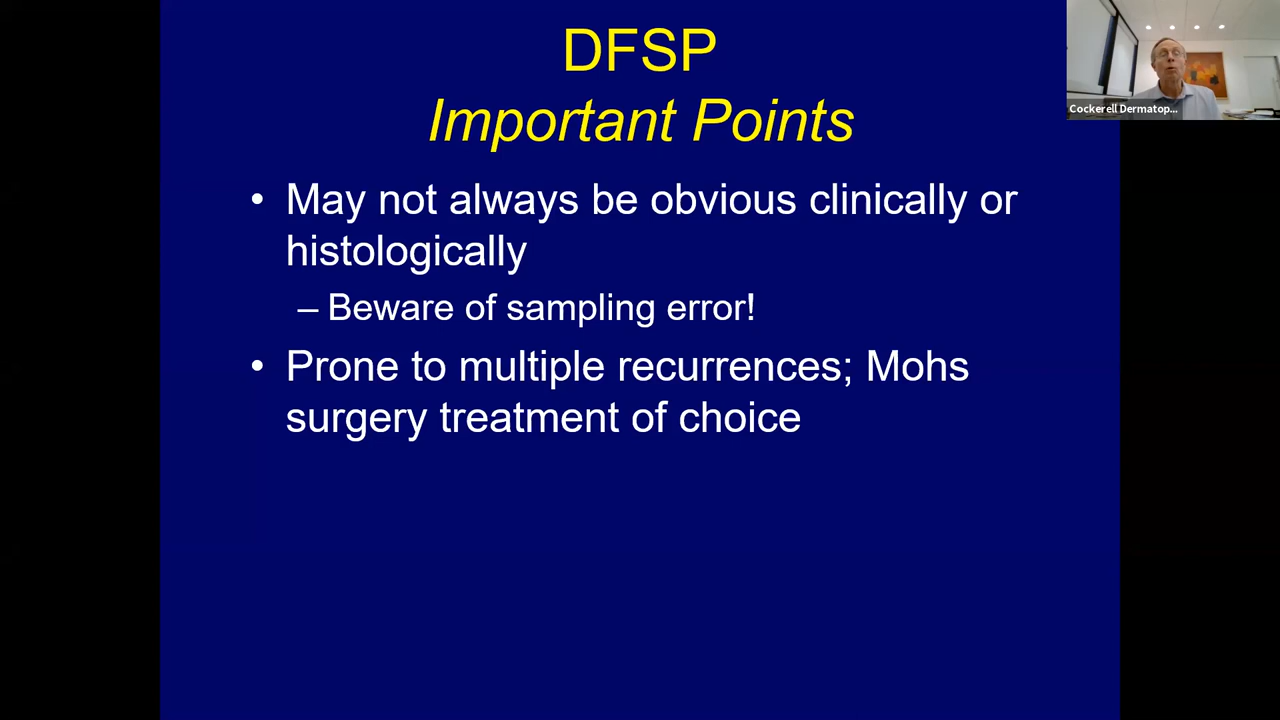 DFSP
Important Points
• May not always be obvious clinically or
histologically
– Beware of sampling error!
• Prone to multiple recurrences; Mohs
surgery treatment of choice
Cockerell Dermatop...